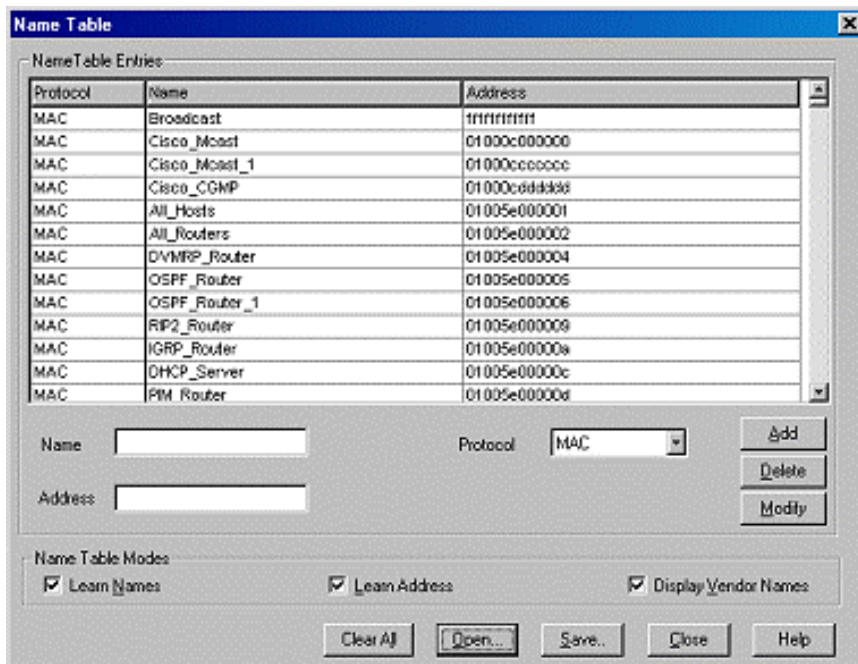 Name Table
NameTable Entries
Protocol Name Address
MAC Broadcast ffffffffffff
MAC Cisco_Mcast 01000c000000
MAC Cisco_Mcast_1 01000ccccccc
MAC Cisco_CGMP 01000cdddddd
MAC All_Hosts 01005e000001
MAC All_Routers 01005e000002
MAC DVMRP_Router 01005e000004
MAC OSPF_Router 01005e000005
MAC OSPF_Router_1 01005e000006
MAC RIP2_Router 01005e000009
MAC IGRP_Router 01005e00000a
MAC DHCP_Server 01005e00000c
MAC PIM_Router 01005e00000d
Name Protocol MAC Add
Delete
Address Modify
Name Table Modes
Learn Names Learn Address Display Vendor Names
Clear All Open... Save.. Close Help